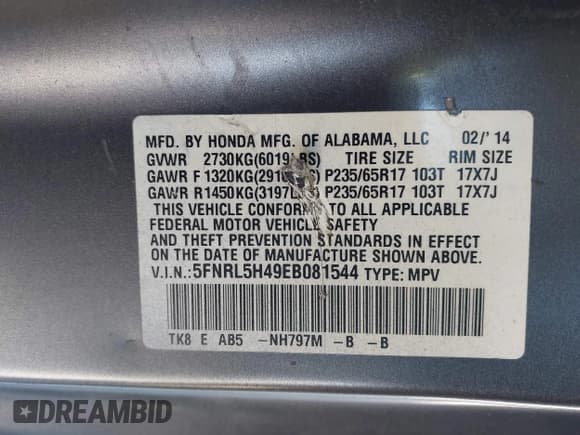 MFD. BY HONDA MFG. OF ALABAMA, LLC 02/'14
GVWR 2730KG(6019LBS) TIRE SIZE RIM SIZE
GAWR F 1320KG( P235/65R17 103T 17X7J
GAWR R 1450KG(3197LBS) P235/65R17 103T 17X7J
THIS VEHICLE CONFORMS TO ALL APPLICABLE
FEDERAL MOTOR VEHICLE SAFETY
AND THEFT PREVENTION STANDARDS IN EFFECT
ON THE DATE OF MANUFACTURE SHOWN ABOVE.
V.I.N.:5FNRL5H49EB081544 TYPE: MPV
TK8 E AB5 -NH797M -B -B
DREAMBID